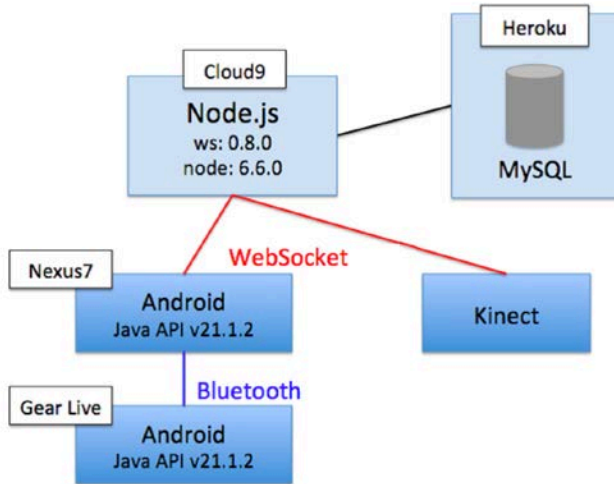 Heroku
Cloud9
Node.js
ws: 0.8.0
node: 6.6.0
MySQL
WebSocket
Nexus7
Android
Java API v21.1.2
Kinect
Bluetooth
Gear Live
Android
Java API v21.1.2